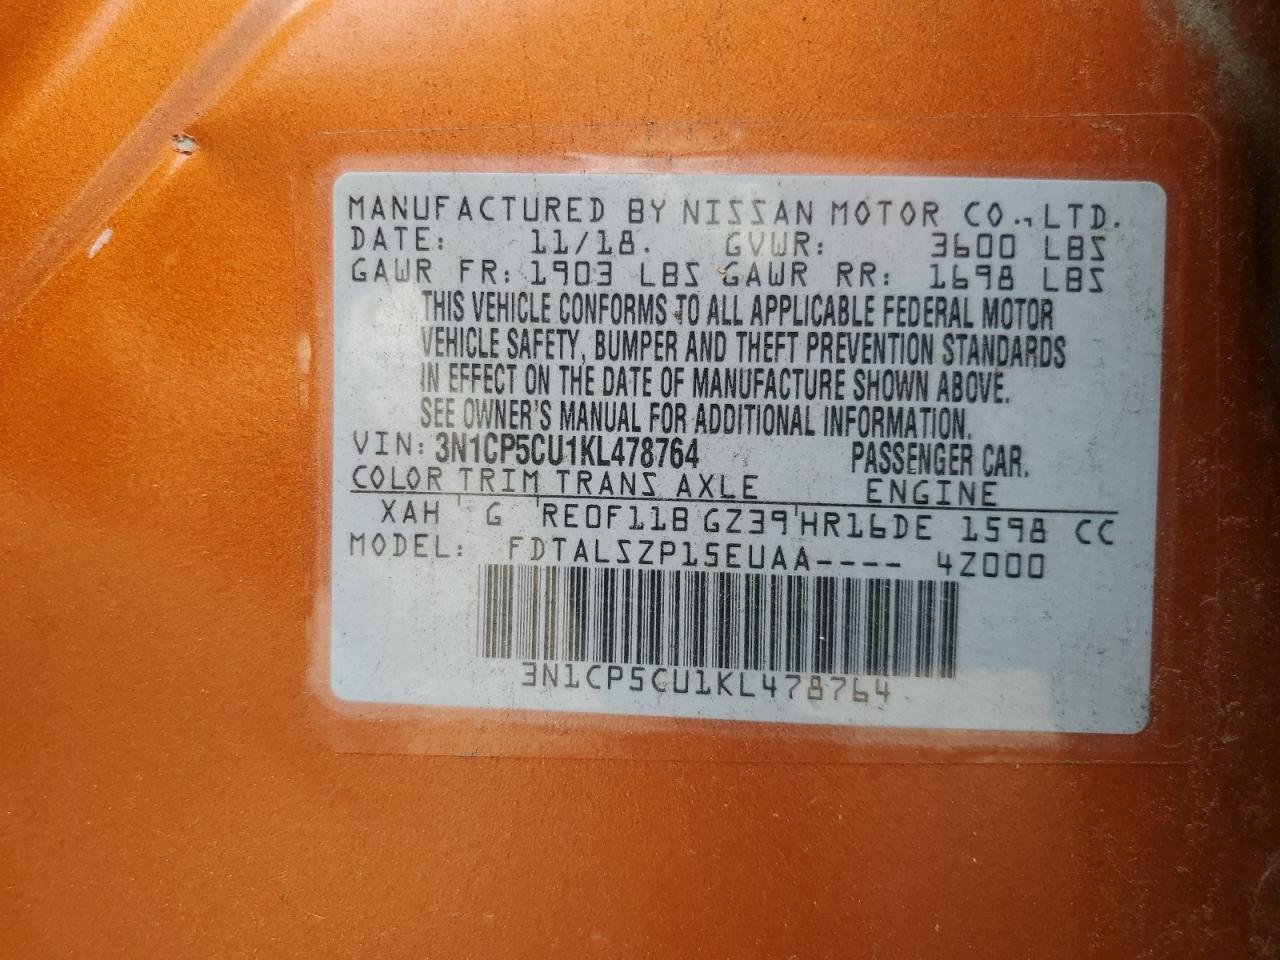 MANUFACTURED BY NISSAN MOTOR CO., LTD.
DATE: 11/18. GVWR: 3600 LBS
GAWR FR: 1903 LBS GAWR RR: 1698 LBS
THIS VEHICLE CONFORMS TO ALL APPLICABLE FEDERAL MOTOR
VEHICLE SAFETY, BUMPER AND THEFT PREVENTION STANDARDS
IN EFFECT ON THE DATE OF MANUFACTURE SHOWN ABOVE.
SEE OWNER'S MANUAL FOR ADDITIONAL INFORMATION.
VIN: 3N1CP5CU1KL478764 PASSENGER CAR.
COLOR TRIM TRANS AXLE ENGINE
XAH G RE0F11B GZ39 HR16DE 1598 CC
MODEL: FDTALSZP15EUAA---- 4Z000
3N1CP5CU1KL478764